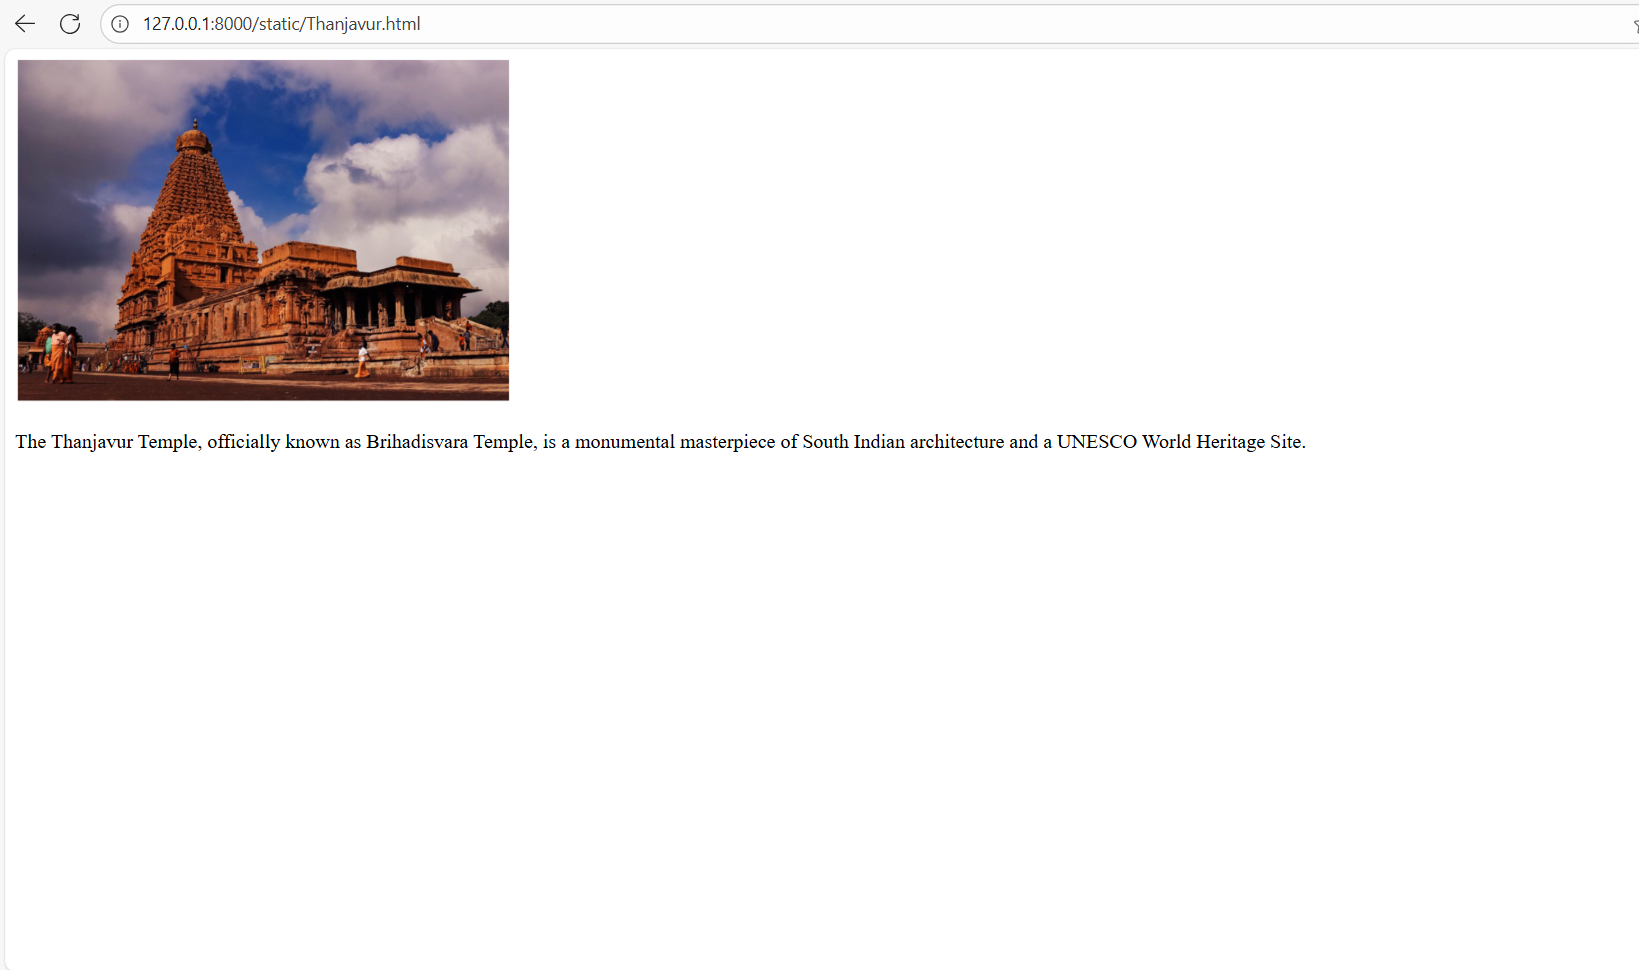 127.0.0.1:8000/static/Thanjavur.html
The Thanjavur Temple, officially known as Brihadisvara Temple, is a monumental masterpiece of South Indian architecture and a UNESCO World Heritage Site.